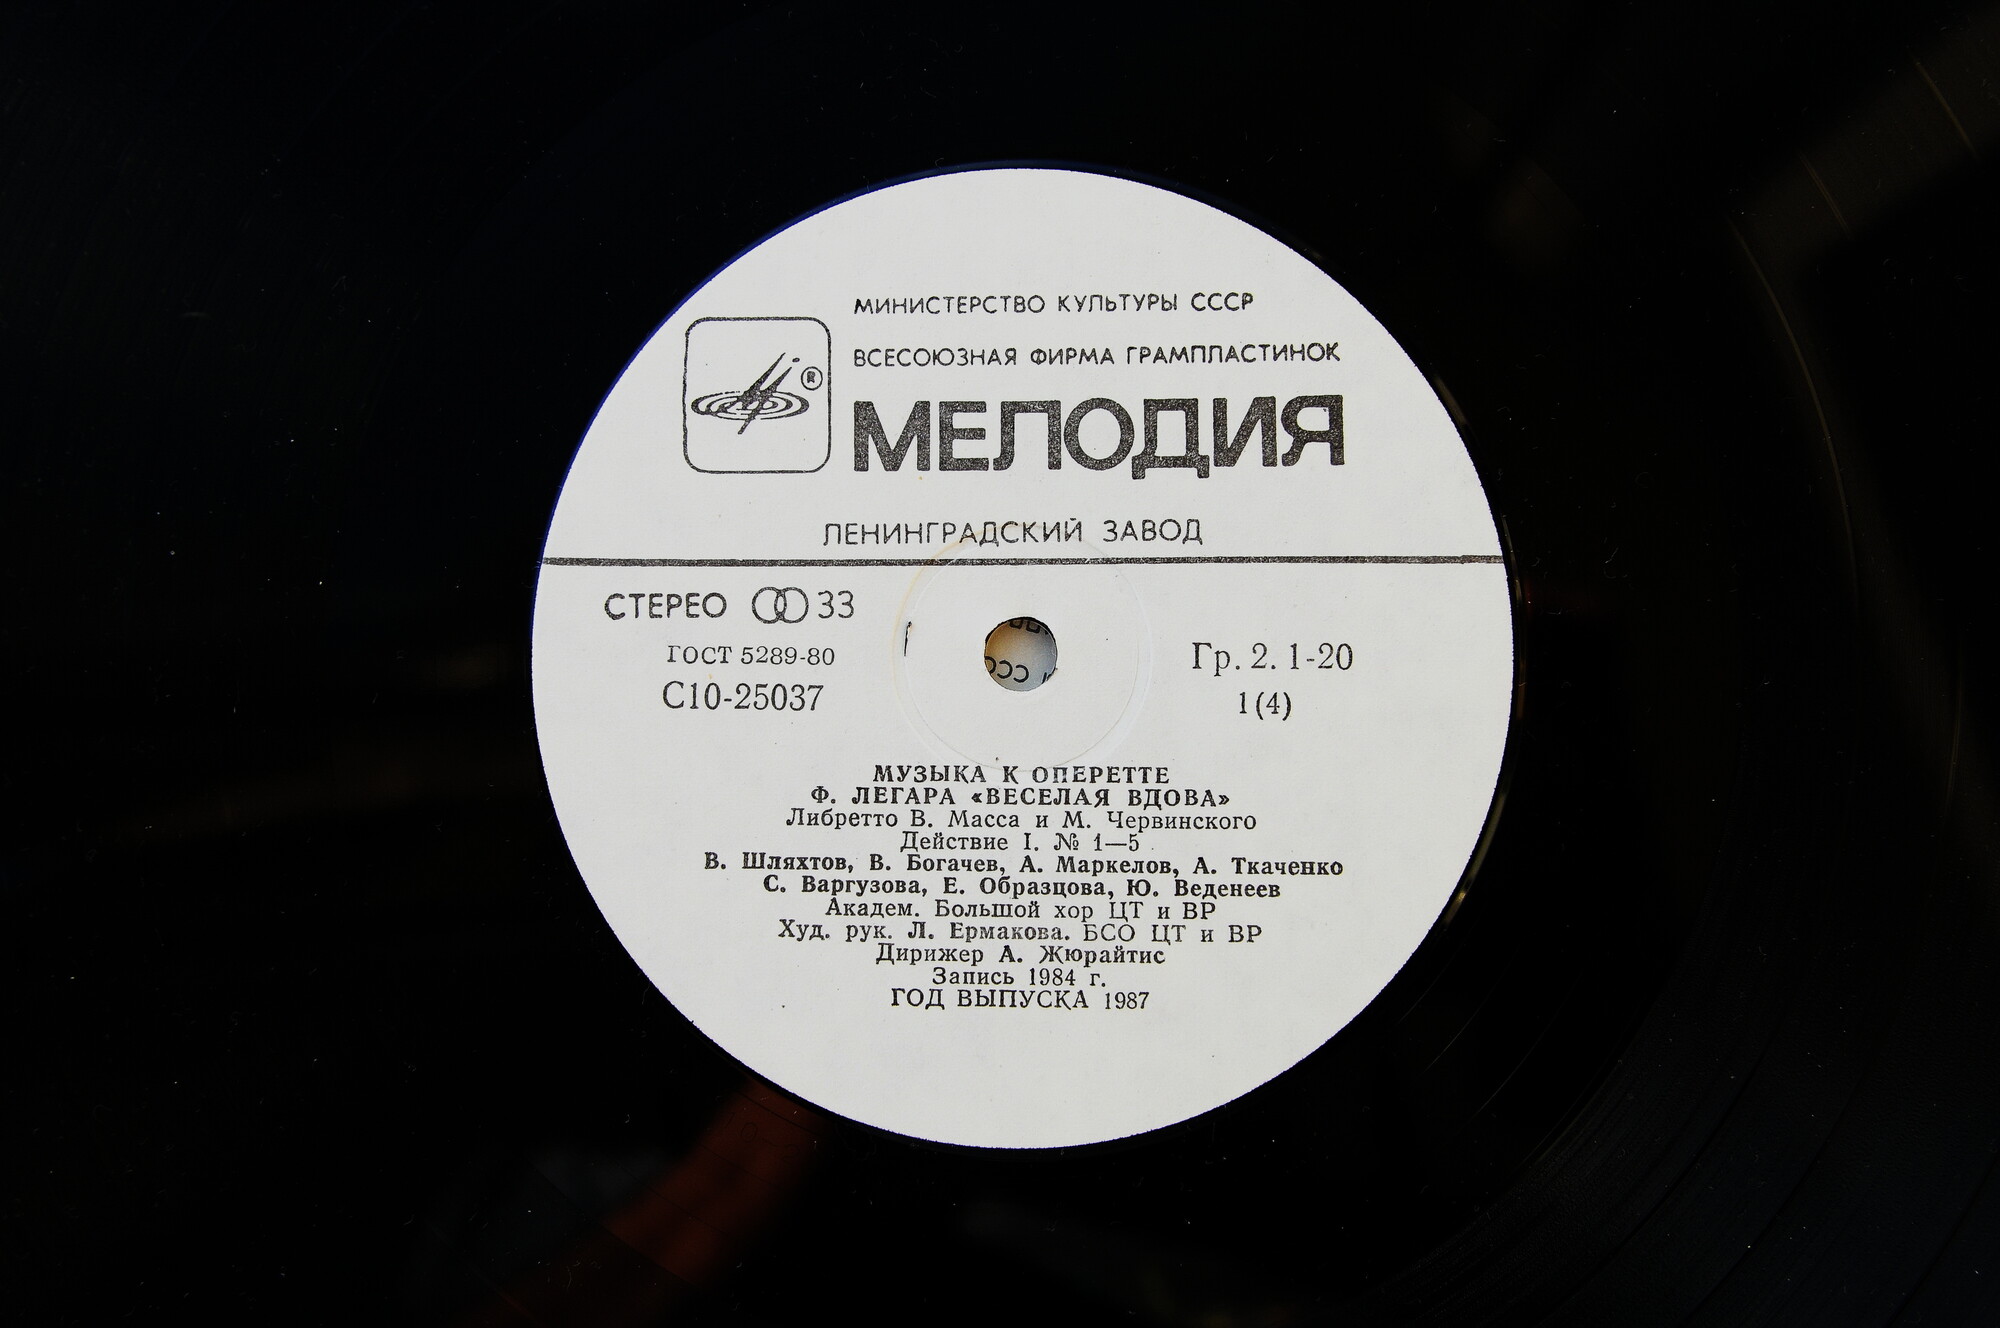 МИНИСТЕРСТВО КУЛЬТУРЫ СССР
ВСЕСОЮЗНАЯ ФИРМА ГРАМПЛАСТИНОК
®
МЕЛОДИЯ
ЛЕНИНГРАДСКИЙ ЗАВОД
СТЕРЕО 33
ГОСТ 5289-80
С10-25037
Гр. 2. 1-20
1(4)
МУЗЫКА К ОПЕРЕТТЕ
Ф. ЛЕГАРА «ВЕСЕЛАЯ ВДОВА»
Либретто В. Масса и М. Червинского
Действие I. № 1—5
В. Шляхтов, В. Богачев, А. Маркелов, А. Ткаченко
С. Варгузова, Е. Образцова, Ю. Веденеев
Академ. Большой хор ЦТ и ВР
Худ. рук. Л. Ермакова. БСО ЦТ и ВР
Дирижер А. Жюрайтис
Запись 1984 г.
ГОД ВЫПУСКА 1987